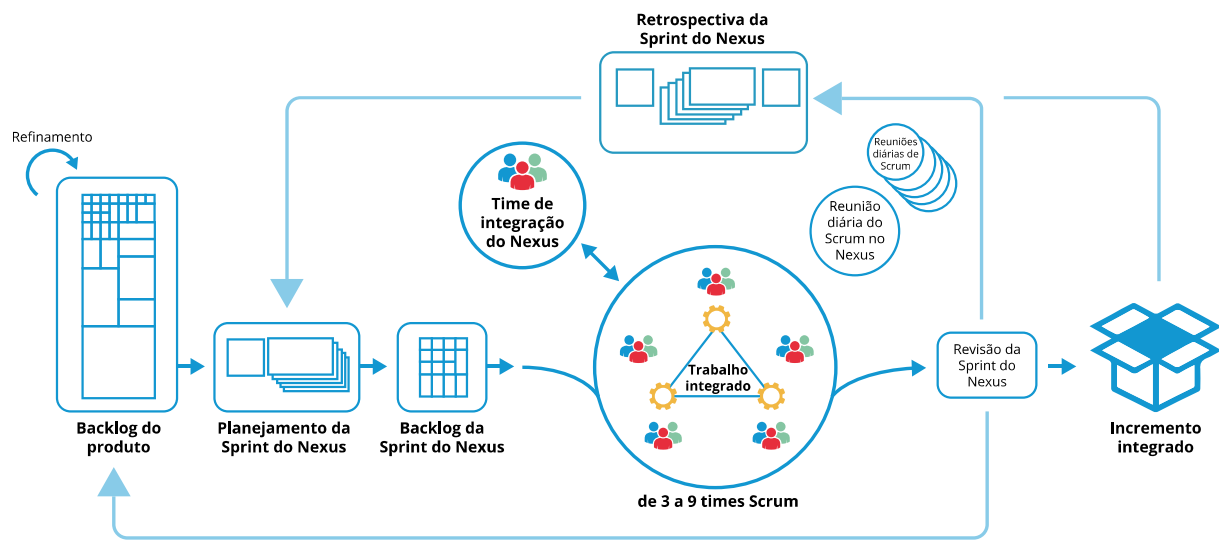 Retrospectiva da
Sprint do Nexus
Refinamento
Reuniões
diárias de
Scrum
Time de
integração
do Nexus
Reunião
diária do
Scrum no
Nexus
Trabalho
integrado
Revisão da
Sprint do
Nexus
Backlog do
produto
Planejamento da
Sprint do Nexus
Backlog da
Sprint do Nexus
Incremento
integrado
de 3 a 9 times Scrum